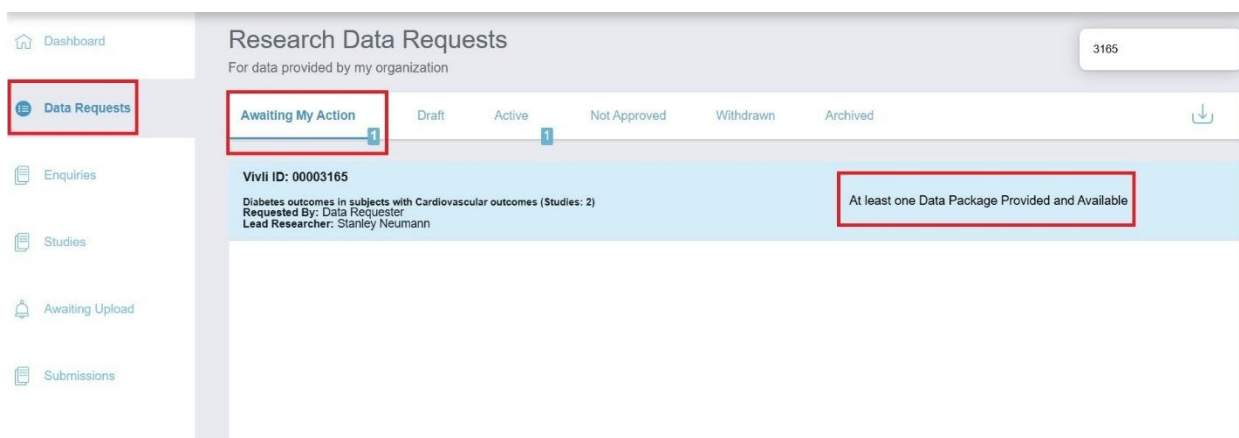 Dashboard
Data Requests
Enquiries
Studies
Awaiting Upload
Submissions
Research Data Requests
For data provided by my organization
3165
Awaiting My Action 1
Draft
Active 1
Not Approved
Withdrawn
Archived
Vivli ID: 00003165
Diabetes outcomes in subjects with Cardiovascular outcomes (Studies: 2)
Requested By: Data Requester
Lead Researcher: Stanley Neumann
At least one Data Package Provided and Available